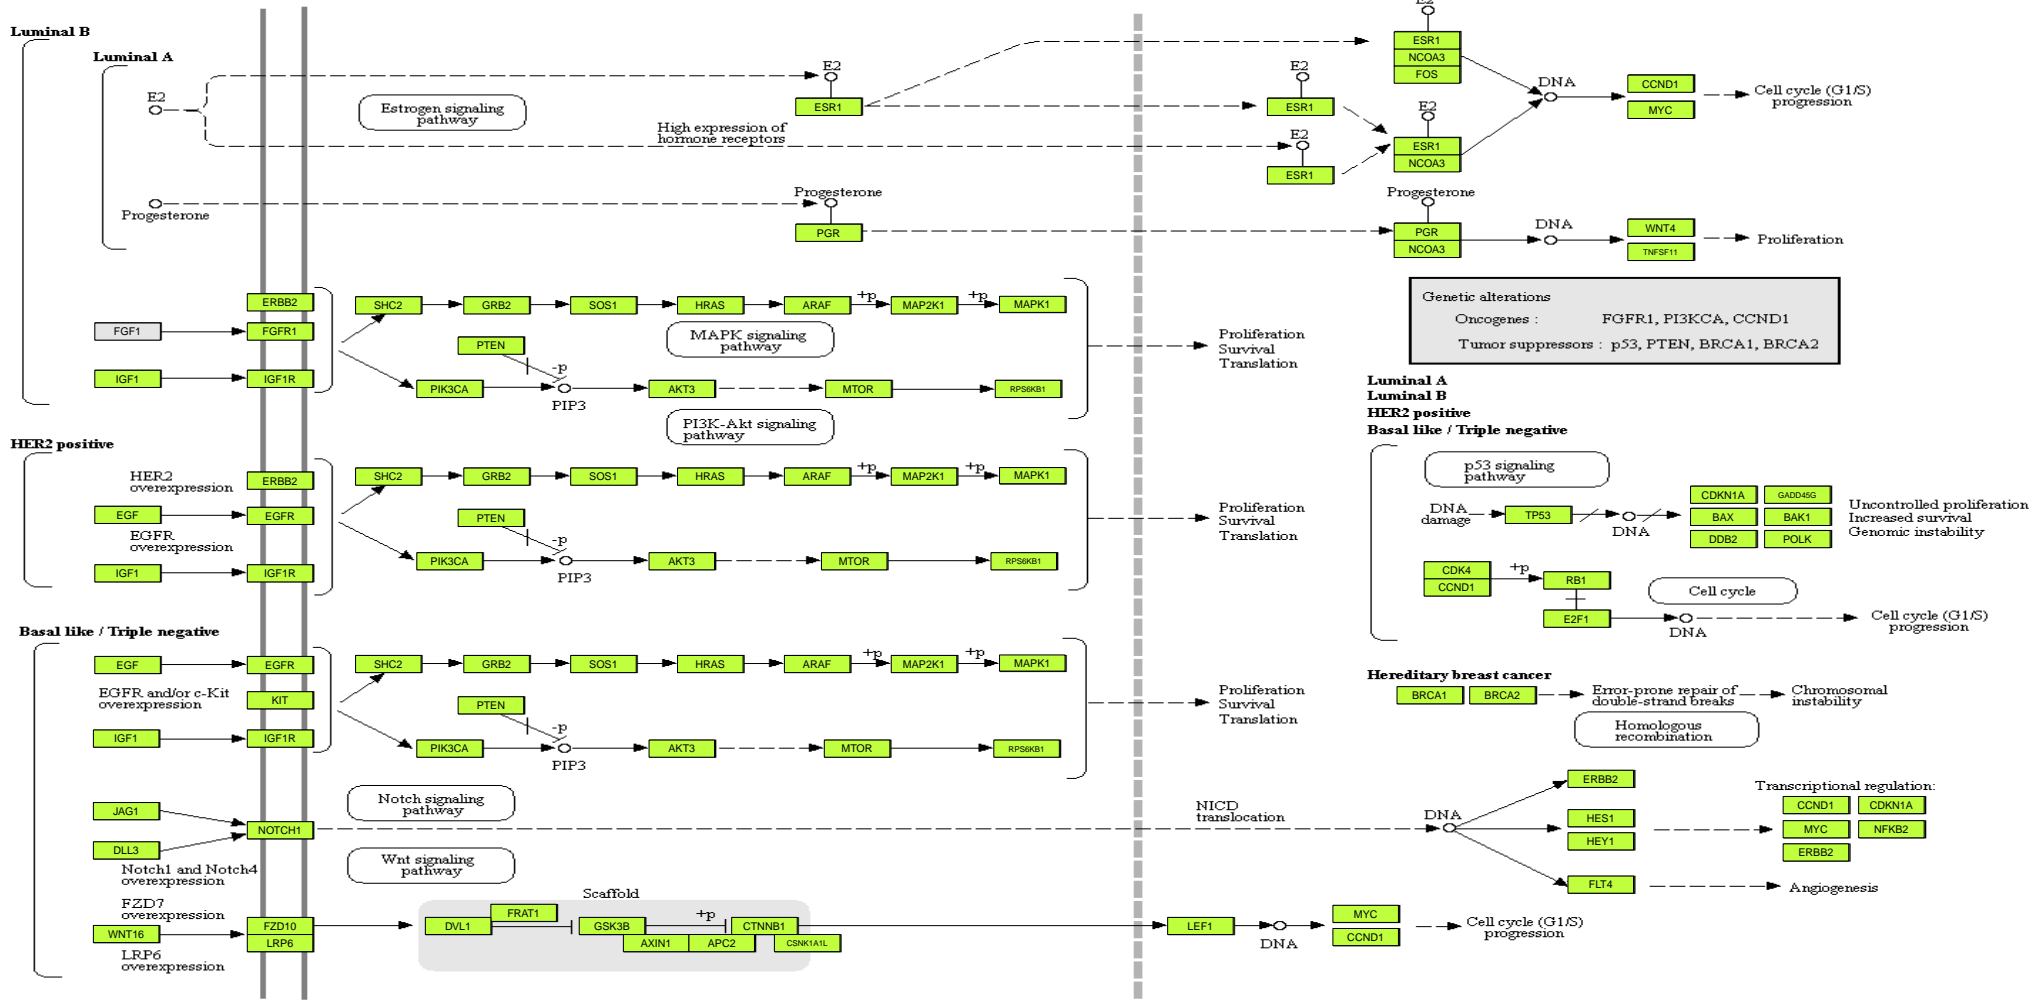 Luminal B
Luminal A
E2
Estrogen signaling
pathway
High expression of
hormone receptors
E2
ESR1
E2
ESR1
E2
ESR1
E2
ESR1
NCOA3
FOS
E2
ESR1
NCOA3
DNA
CCND1
MYC
Cell cycle (G1/S)
progression
Progesterone
Progesterone
PGR
Progesterone
PGR
NCOA3
DNA
WNT4
TNFSF11
Proliferation
ERBB2
FGF1
FGFR1
IGF1
IGF1R
SHC2
GRB2
SOS1
HRAS
ARAF
+p
MAP2K1
+p
MAPK1
MAPK signaling
pathway
PTEN
-p
PIK3CA
PIP3
AKT3
MTOR
RPS6KB1
PI3K-Akt signaling
pathway
Proliferation
Survival
Translation
Genetic alterations
Oncogenes : FGFR1, PI3KCA, CCND1
Tumor suppressors : p53, PTEN, BRCA1, BRCA2
HER2 positive
HER2
overexpression
ERBB2
EGF
EGFR
EGFR
overexpression
IGF1
IGF1R
SHC2
GRB2
SOS1
HRAS
ARAF
+p
MAP2K1
+p
MAPK1
PTEN
-p
PIK3CA
PIP3
AKT3
MTOR
RPS6KB1
Proliferation
Survival
Translation
Luminal A
Luminal B
HER2 positive
Basal like / Triple negative
p53 signaling
pathway
DNA
damage
TP53
DNA
CDKN1A
GADD45G
BAX
BAK1
DDB2
POLK
Uncontrolled proliferation
Increased survival
Genomic instability
CDK4
CCND1
+p
RB1
E2F1
Cell cycle
DNA
Cell cycle (G1/S)
progression
Basal like / Triple negative
EGF
EGFR
EGFR and/or c-Kit
overexpression
KIT
IGF1
IGF1R
SHC2
GRB2
SOS1
HRAS
ARAF
+p
MAP2K1
+p
MAPK1
PTEN
-p
PIK3CA
PIP3
AKT3
MTOR
RPS6KB1
Proliferation
Survival
Translation
Hereditary breast cancer
BRCA1
BRCA2
Error-prone repair of
double-strand breaks
Chromosomal
instability
Homologous
recombination
JAG1
DLL3
NOTCH1
Notch signaling
pathway
Notch1 and Notch4
overexpression
NICD
translocation
DNA
ERBB2
HES1
HEY1
FLT4
Transcriptional regulation:
CCND1
CDKN1A
MYC
NFKB2
ERBB2
Angiogenesis
Wnt signaling
pathway
FZD7
overexpression
WNT16
LRP6
overexpression
FZD10
LRP6
Scaffold
DVL1
FRAT1
GSK3B
+p
CTNNB1
AXIN1
APC2
CSNK1A1L
LEF1
DNA
MYC
CCND1
Cell cycle (G1/S)
progression